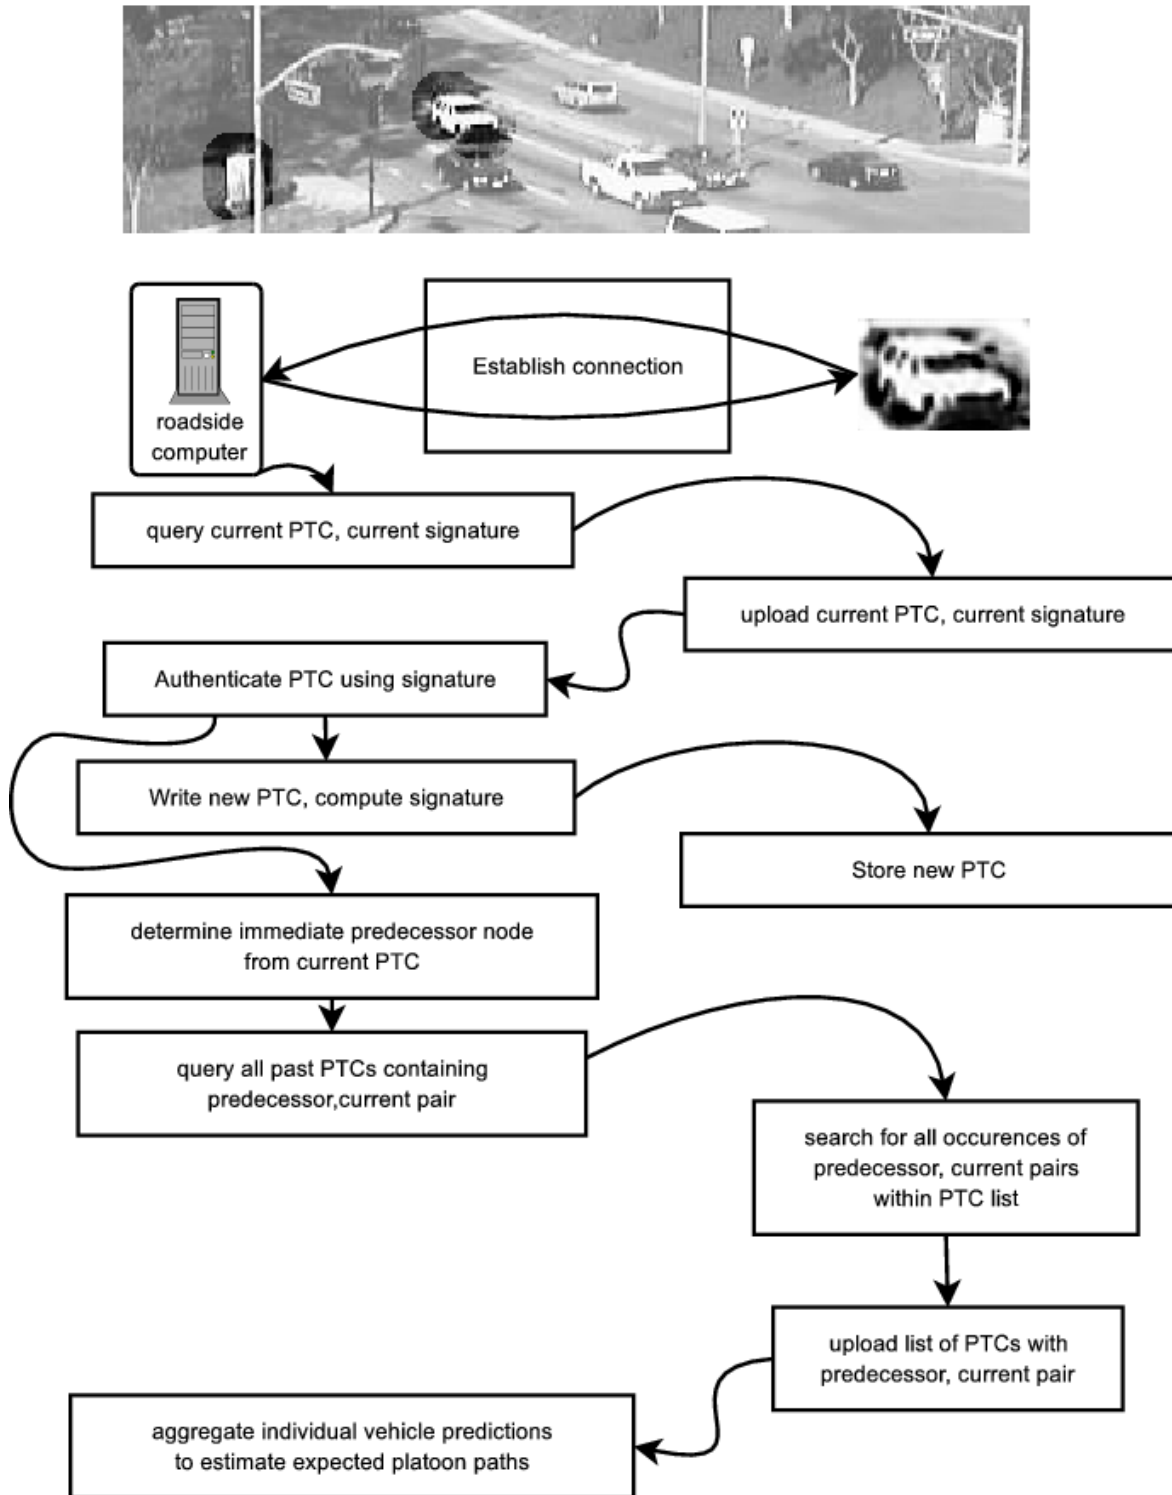 Establish connection
roadside
computer
query current PTC, current signature
upload current PTC, current signature
Authenticate PTC using signature
Write new PTC, compute signature
Store new PTC
determine immediate predecessor node
from current PTC
query all past PTCs containing
predecessor,current pair
search for all occurences of
predecessor, current pairs
within PTC list
upload list of PTCs with
predecessor, current pair
aggregate individual vehicle predictions
to estimate expected platoon paths